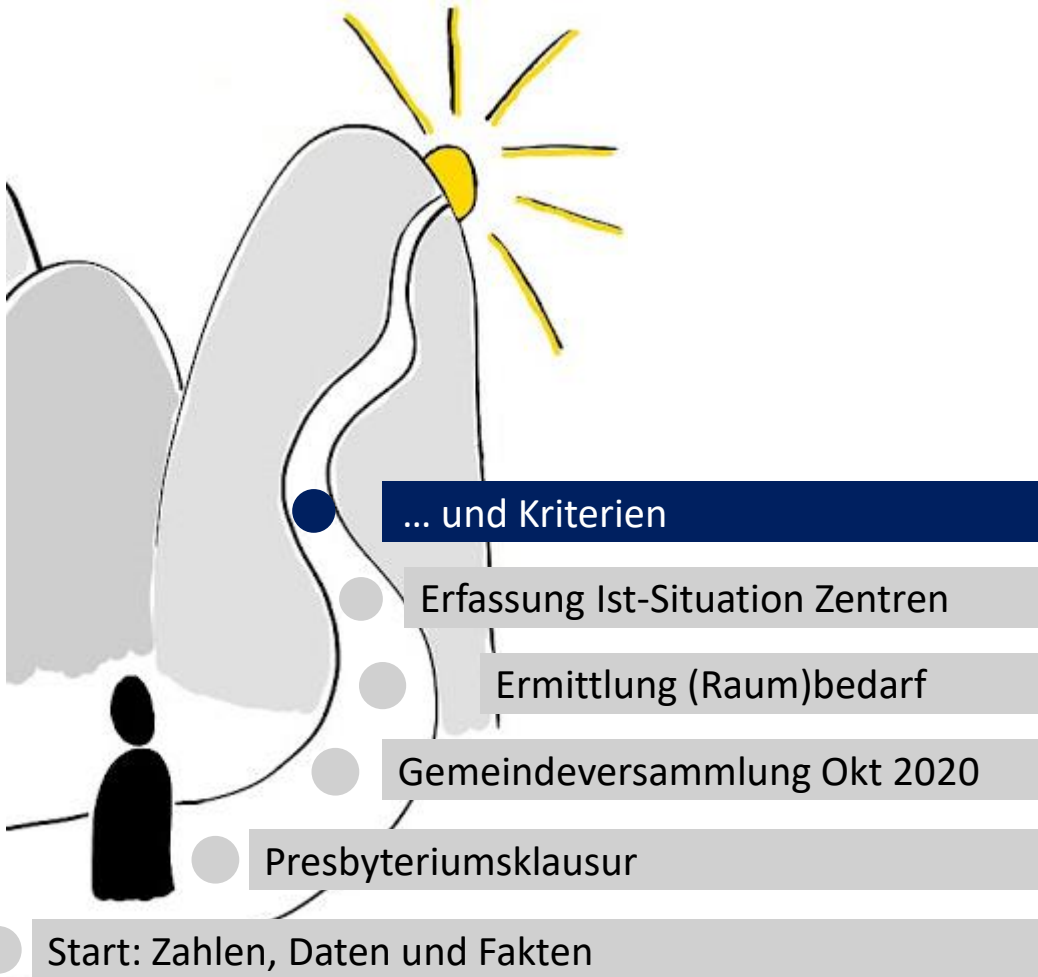 … und Kriterien
Erfassung Ist-Situation Zentren
Ermittlung (Raum)bedarf
Gemeindeversammlung Okt 2020
Presbyteriumsklausur
Start: Zahlen, Daten und Fakten